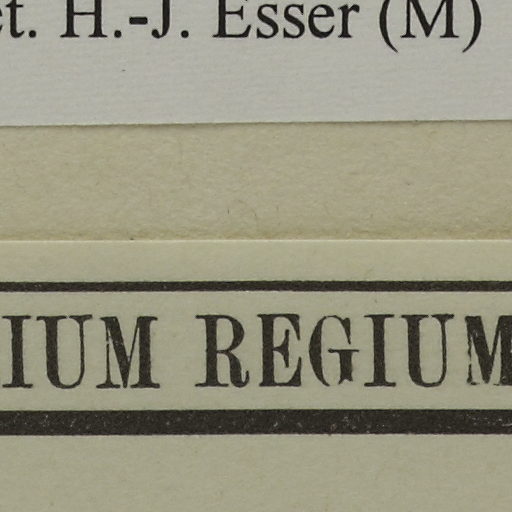 et. H.-J. Esser (M)
IUM REGIUM